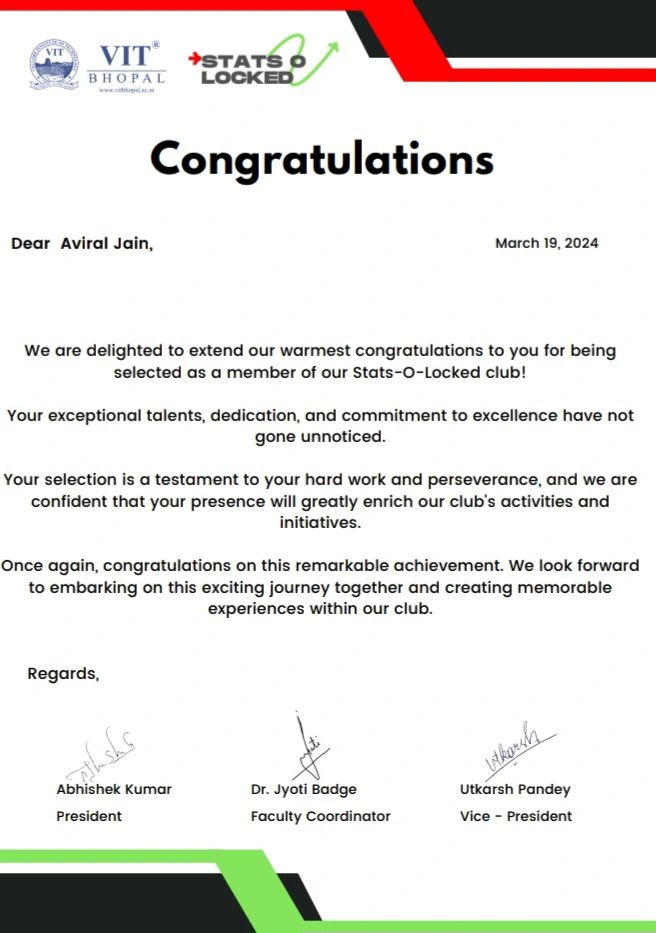 VIT®
BHOPAL
www.vitbhopal.ac.in
VIT
STATS O
LOCKED
Congratulations
Dear Aviral Jain,
March 19, 2024
We are delighted to extend our warmest congratulations to you for being
selected as a member of our Stats-O-Locked club!
Your exceptional talents, dedication, and commitment to excellence have not
gone unnoticed.
Your selection is a testament to your hard work and perseverance, and we are
confident that your presence will greatly enrich our club's activities and
initiatives.
Once again, congratulations on this remarkable achievement. We look forward
to embarking on this exciting journey together and creating memorable
experiences within our club.
Regards,
Utkarsh
Abhishek Kumar
Dr. Jyoti Badge
Utkarsh Pandey
President
Faculty Coordinator
Vice - President